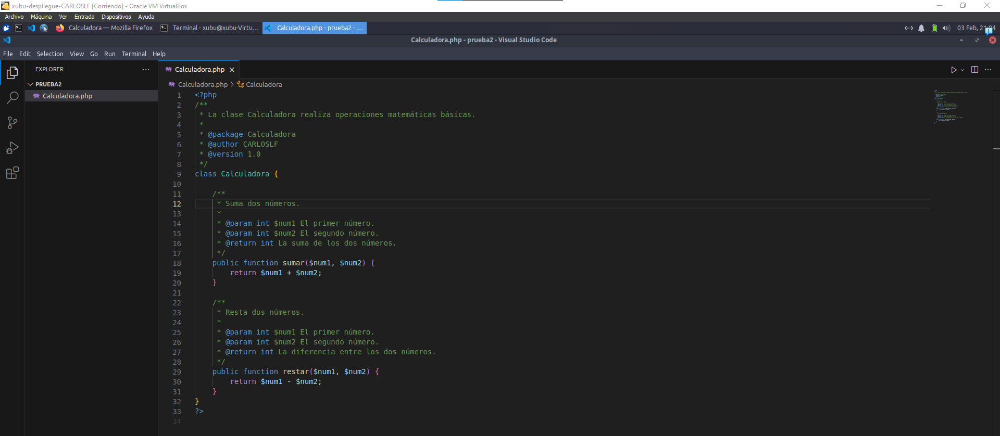 xubu-despliegue-CARLOSLF [Corriendo] - Oracle VM VirtualBox
Archivo Máquina Ver Entrada Dispositivos Ayuda
Calculadora — Mozilla Firefox Terminal - xubu@xubu-Virtu... Calculadora.php - prueba2 - ... 03 Feb, 21:04
Calculadora.php - prueba2 - Visual Studio Code
File Edit Selection View Go Run Terminal Help
EXPLORER
Calculadora.php
PRUEBA2
Calculadora.php > Calculadora
Calculadora.php
1 <?php
2 /**
3 * La clase Calculadora realiza operaciones matemáticas básicas.
4 *
5 * @package Calculadora
6 * @author CARLOSLF
7 * @version 1.0
8 */
9 class Calculadora {
10
11 /**
12 * Suma dos números.
13 *
14 * @param int $num1 El primer número.
15 * @param int $num2 El segundo número.
16 * @return int La suma de los dos números.
17 */
18 public function sumar($num1, $num2) {
19 return $num1 + $num2;
20 }
21
22 /**
23 * Resta dos números.
24 *
25 * @param int $num1 El primer número.
26 * @param int $num2 El segundo número.
27 * @return int La diferencia entre los dos números.
28 */
29 public function restar($num1, $num2) {
30 return $num1 - $num2;
31 }
32 }
33 ?>
34